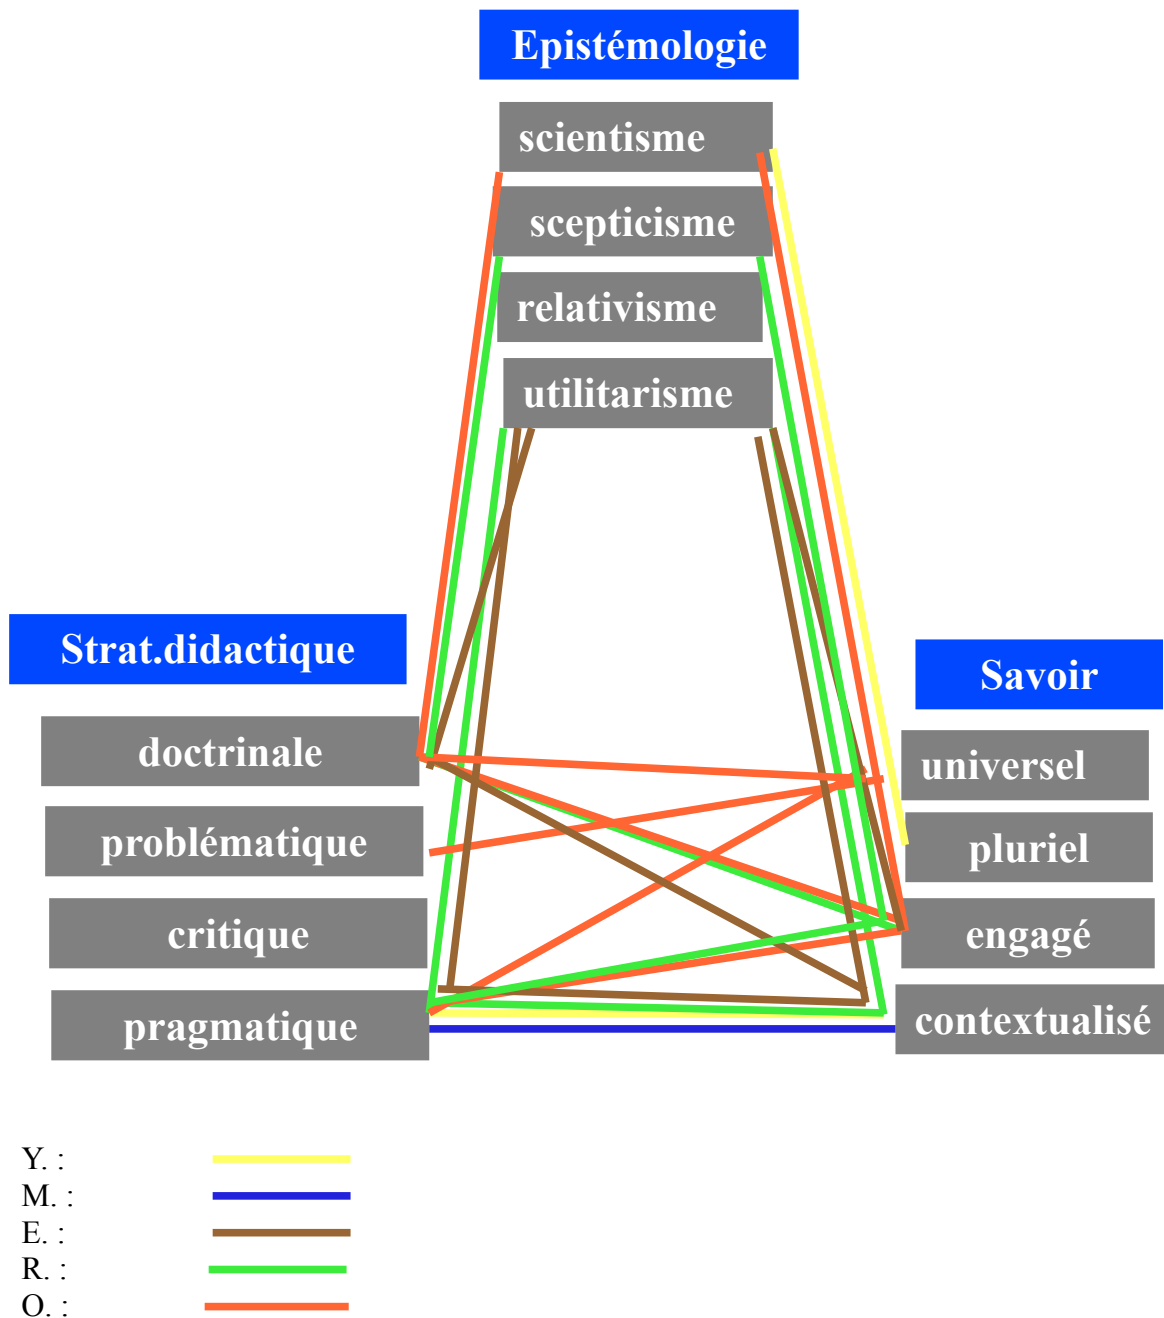 Epistémologie
scientisme
scepticisme
relativisme
utilitarisme
Strat.didactique
doctrinale
problématique
critique
pragmatique
Savoir
universel
pluriel
engagé
contextualisé
Y. :
M. :
E. :
R. :
O. :